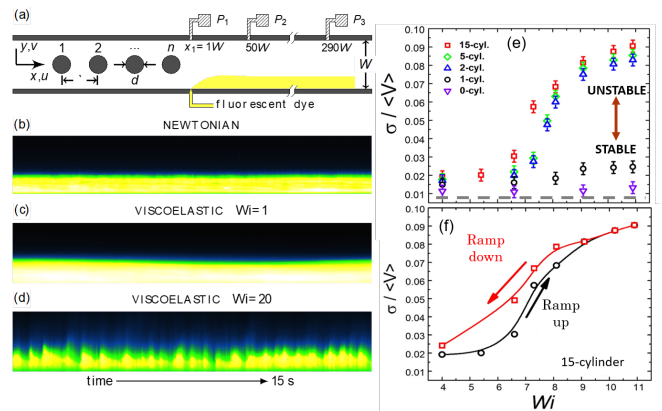 (a)
P1
P2
P3
y,v
1
2
...
n
x1=1W
50W
290W
W
x,u
d
fluorescent dye
(b)
NEWTONIAN
(c)
VISCOELASTIC Wi=1
(d)
VISCOELASTIC Wi=20
time
15 s
(e)
σ / <V>
0.10
0.09
0.08
0.07
0.06
0.05
0.04
0.03
0.02
0.01
15-cyl.
5-cyl.
2-cyl.
1-cyl.
0-cyl.
UNSTABLE
STABLE
(f)
σ / <V>
0.09
0.08
0.07
0.06
0.05
0.04
0.03
0.02
0.01
0.00
Ramp
down
Ramp
up
15-cylinder
4
5
6
7
8
9
10
11
Wi